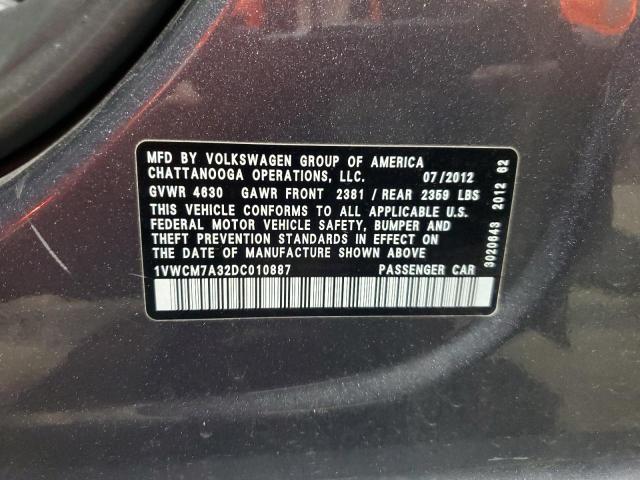 MFD BY VOLKSWAGEN GROUP OF AMERICA
CHATTANOOGA OPERATIONS, LLC. 07/2012
GVWR 4630 GAWR FRONT 2381 / REAR 2359 LBS
THIS VEHICLE CONFORMS TO ALL APPLICABLE U.S.
FEDERAL MOTOR VEHICLE SAFETY, BUMPER AND
THEFT PREVENTION STANDARDS IN EFFECT ON
THE DATE OF MANUFACTURE SHOWN ABOVE
1VWCM7A32DC010887 PASSENGER CAR
3020643 2012 62